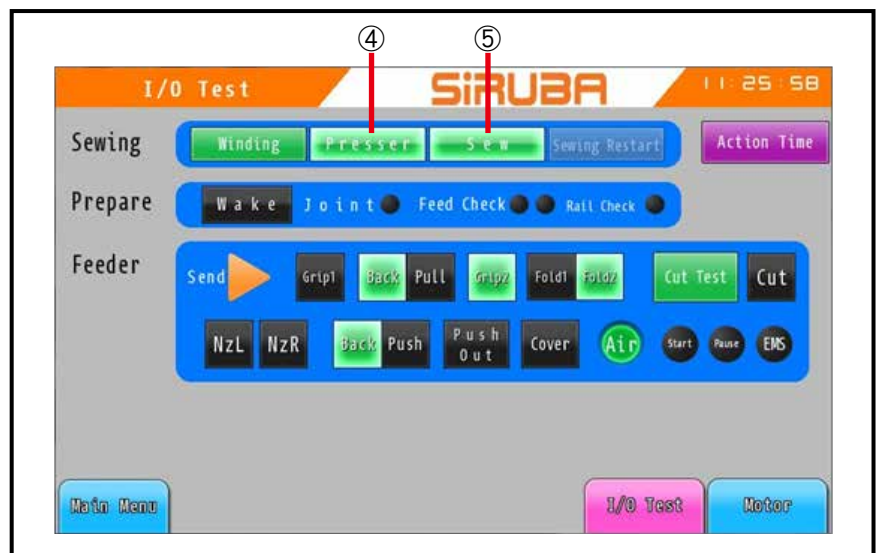 ④ ⑤
I/O Test SiRUBA 11:25:58
Sewing Winding Presser Sew Sewing Restart Action Time
Prepare Wake Joint Feed Check Rail Check
Feeder Send Grip1 Back Pull Grip2 Fold1 Fold2 Cut Test Cut
NzL NzR Back Push Push Out Cover Air Start Pause EMS
Main Menu I/O Test Motor